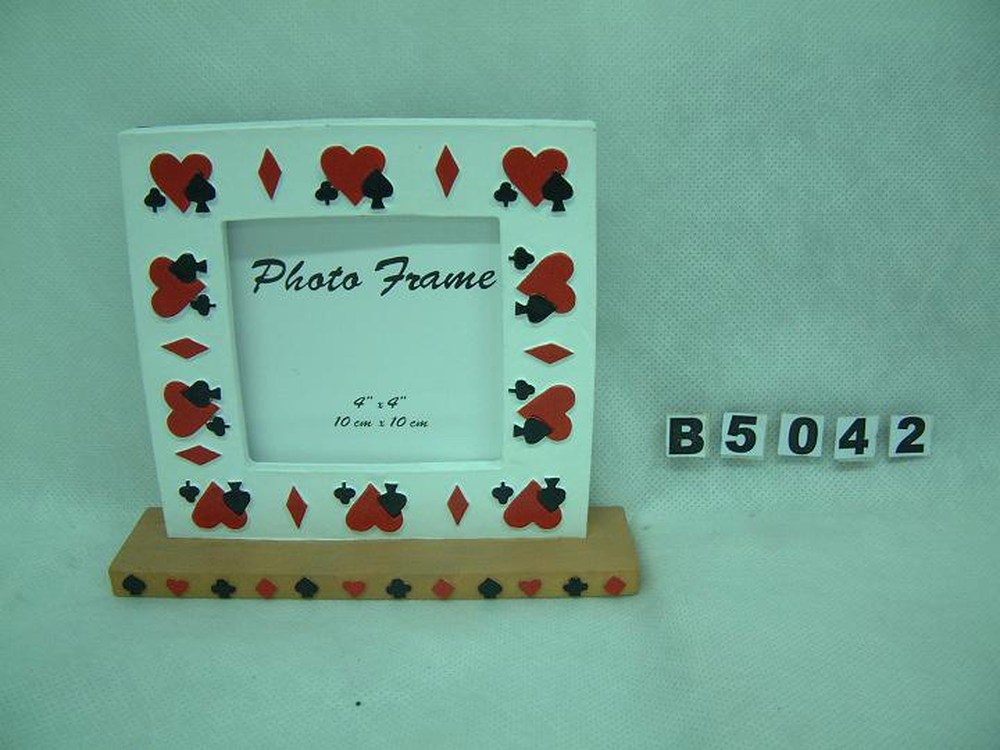 Photo Frame
4" x 4"
10 cm x 10 cm
B5042